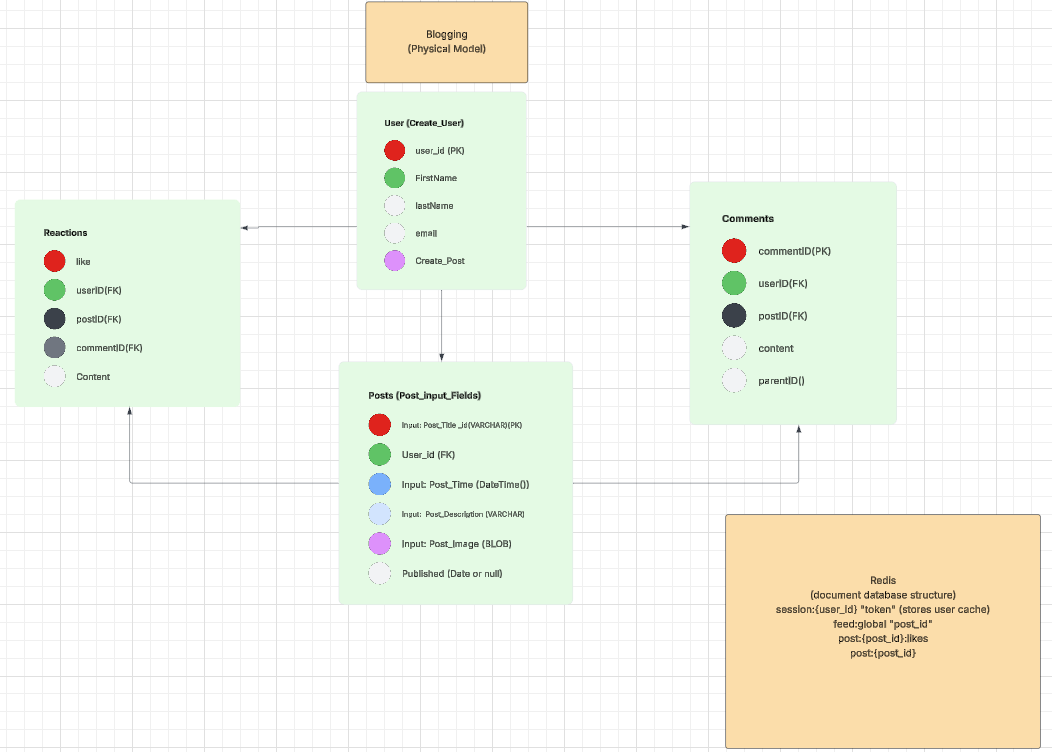 Blogging
(Physical Model)
User (Create_User)
user_id (PK)
FirstName
lastName
email
Create_Post
Reactions
like
userID(FK)
postID(FK)
commentID(FK)
Content
Comments
commentID(PK)
userID(FK)
postID(FK)
content
parentID()
Posts (Post_input_Fields)
Input: Post_Title _id(VARCHAR)(PK)
User_id (FK)
Input: Post_Time (DateTime())
Input: Post_Description (VARCHAR)
Input: Post_Image (BLOB)
Published (Date or null)
Redis
(document database structure)
session:{user_id} "token" (stores user cache)
feed:global "post_id"
post:{post_id}:likes
post:{post_id}